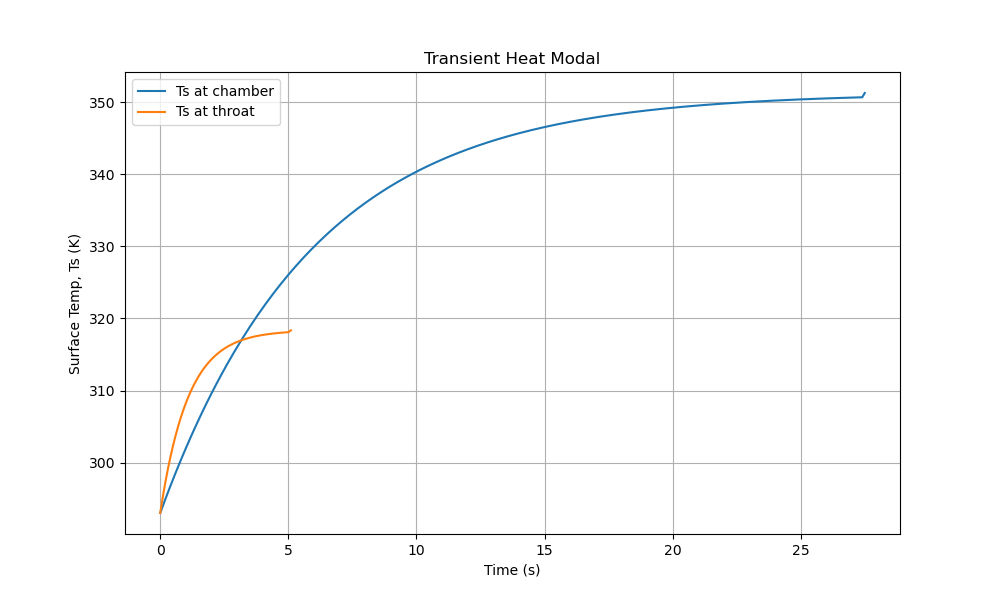 Transient Heat Modal
Ts at chamber
Ts at throat
Surface Temp, Ts (K)
350
340
330
320
310
300
0 5 10 15 20 25
Time (s)